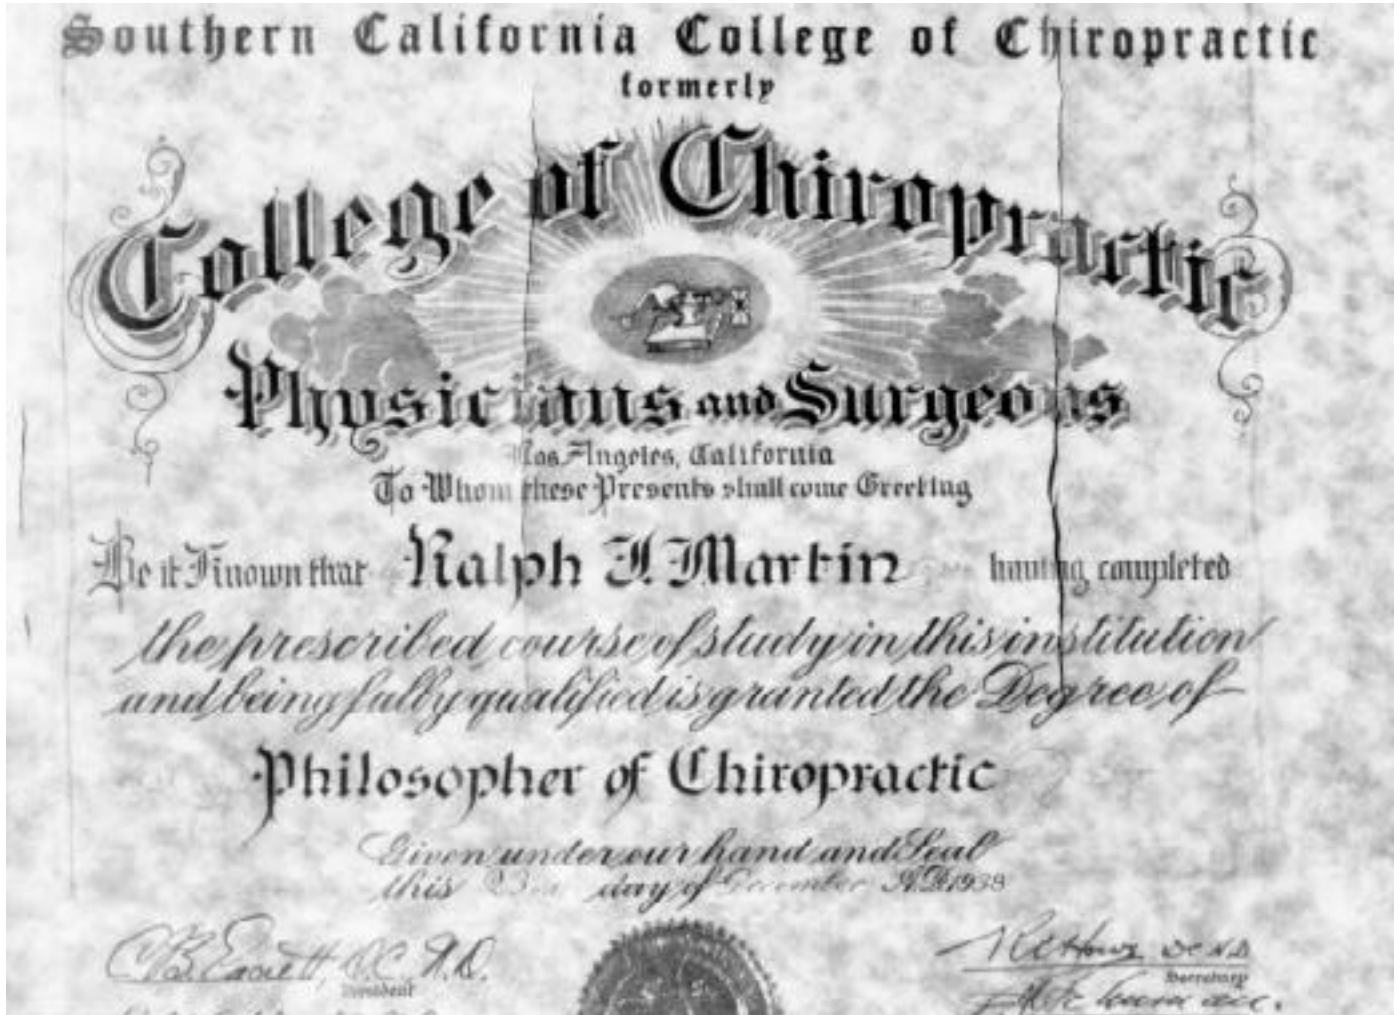 Southern California College of Chiropractic
formerly
College of Chiropractic
Physicians and Surgeons
Los Angeles, California
To Whom these Presents shall come Greeting
Be it Known that Ralph J. Martin having completed
the prescribed course of study in this institution
and being fully qualified is granted the Degree of
Philosopher of Chiropractic
Given under our hand and Seal
this day of December A.D. 1938
D.C. N.D.
President
DC ND
Secretary